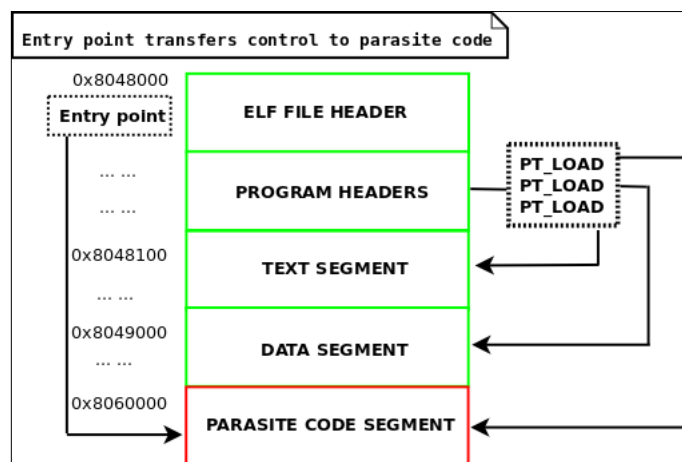 Entry point transfers control to parasite code
0x8048000
Entry point
ELF FILE HEADER
... ...
PROGRAM HEADERS
PT_LOAD
PT_LOAD
PT_LOAD
... ...
0x8048100
TEXT SEGMENT
... ...
0x8049000
DATA SEGMENT
... ...
0x8060000
PARASITE CODE SEGMENT